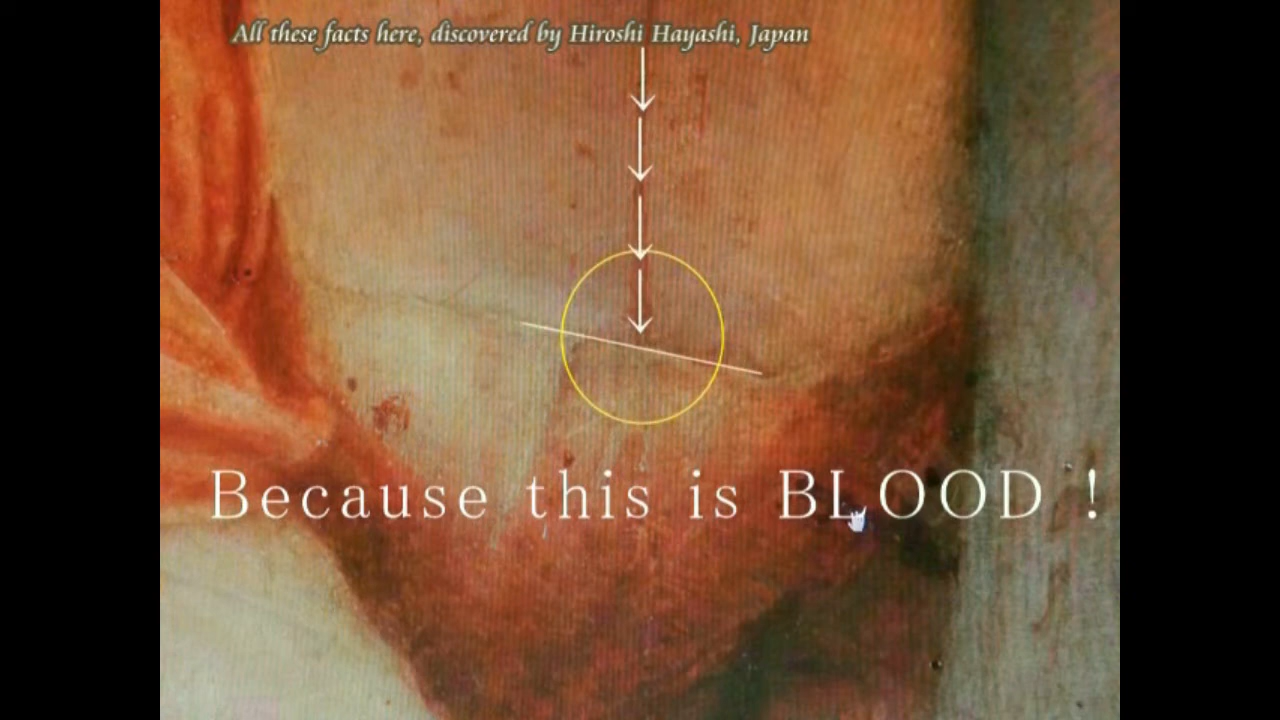 All these facts here, discovered by Hiroshi Hayashi, Japan
Because this is BLOOD !